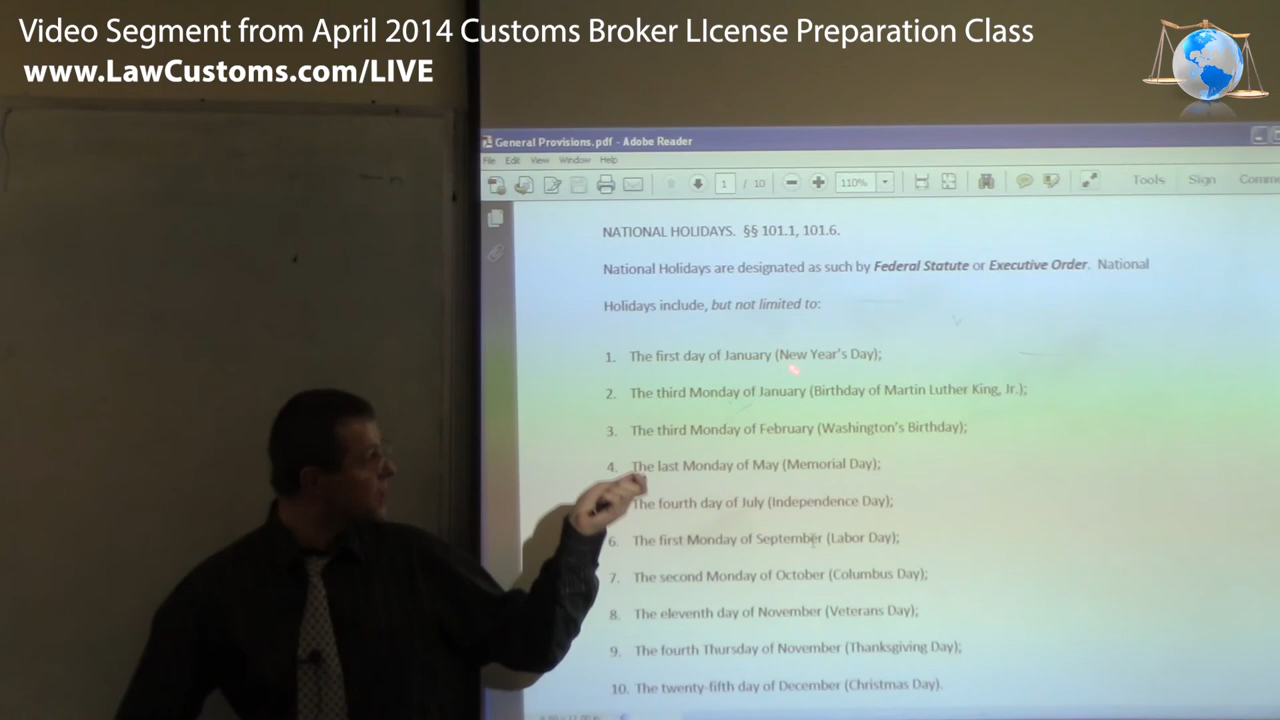 Video Segment from April 2014 Customs Broker LIcense Preparation Class
www.LawCustoms.com/LIVE
General Provisions.pdf - Adobe Reader
File Edit View Window Help
1 / 10 110% Tools Sign
NATIONAL HOLIDAYS. §§ 101.1, 101.6.
National Holidays are designated as such by Federal Statute or Executive Order. National
Holidays include, but not limited to:
1. The first day of January (New Year's Day);
2. The third Monday of January (Birthday of Martin Luther King, Jr.);
3. The third Monday of February (Washington's Birthday);
4. The last Monday of May (Memorial Day);
The fourth day of July (Independence Day);
6. The first Monday of September (Labor Day);
7. The second Monday of October (Columbus Day);
8. The eleventh day of November (Veterans Day);
9. The fourth Thursday of November (Thanksgiving Day);
10. The twenty-fifth day of December (Christmas Day).